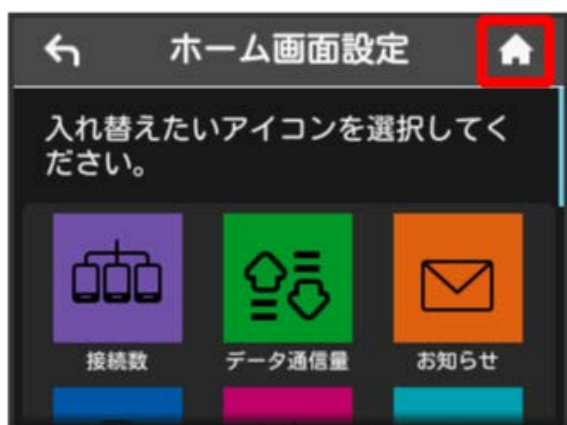 ホーム画面設定
入れ替えたいアイコンを選択してく
ださい。
接続数 データ通信量 お知らせ